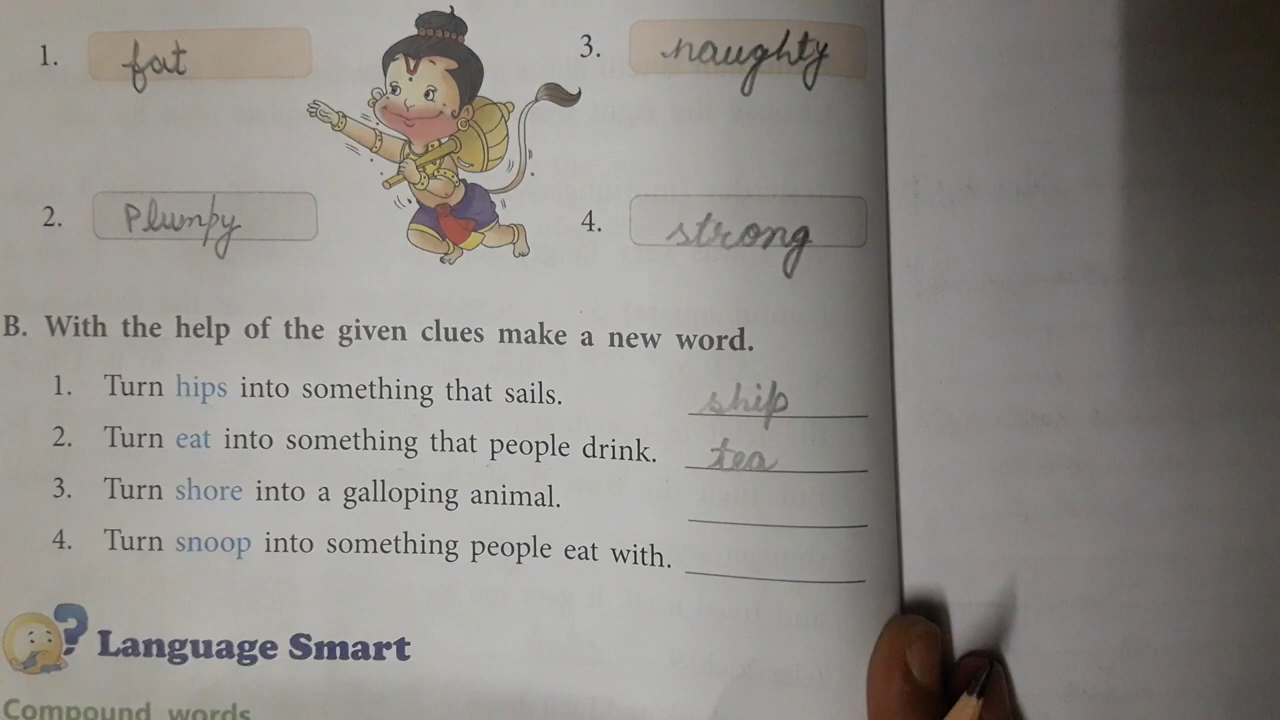 1. fat
3. naughty
2. Plumpy
4. strong
B. With the help of the given clues make a new word.
1. Turn hips into something that sails. ship
2. Turn eat into something that people drink. tea
3. Turn shore into a galloping animal.
4. Turn snoop into something people eat with.
? Language Smart
Compound words